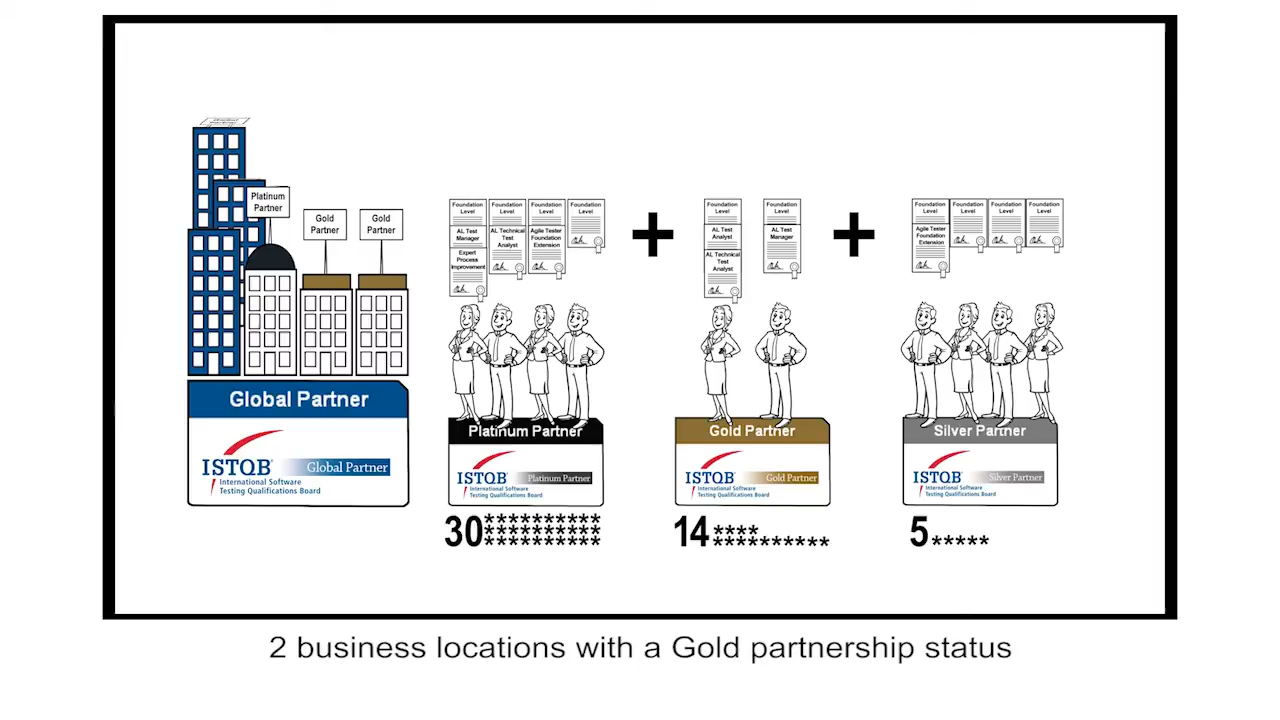 Platinum
Partner
Gold
Partner
Gold
Partner
Global Partner
ISTQB®
Global Partner
International Software
Testing Qualifications Board
Foundation
Level
AL Test
Manager
Expert
Process
Improvement
Foundation
Level
AL Technical
Test
Analyst
Foundation
Level
Agile Tester
Foundation
Extension
Foundation
Level
Platinum Partner
ISTQB®
Platinum Partner
International Software
Testing Qualifications Board
30******************************
+
Foundation
Level
AL Test
Analyst
AL Technical
Test
Analyst
Foundation
Level
AL Test
Manager
Gold Partner
ISTQB®
Gold Partner
International Software
Testing Qualifications Board
14**************
+
Foundation
Level
Agile Tester
Foundation
Extension
Foundation
Level
Foundation
Level
Foundation
Level
Silver Partner
ISTQB®
Silver Partner
International Software
Testing Qualifications Board
5*****
2 business locations with a Gold partnership status